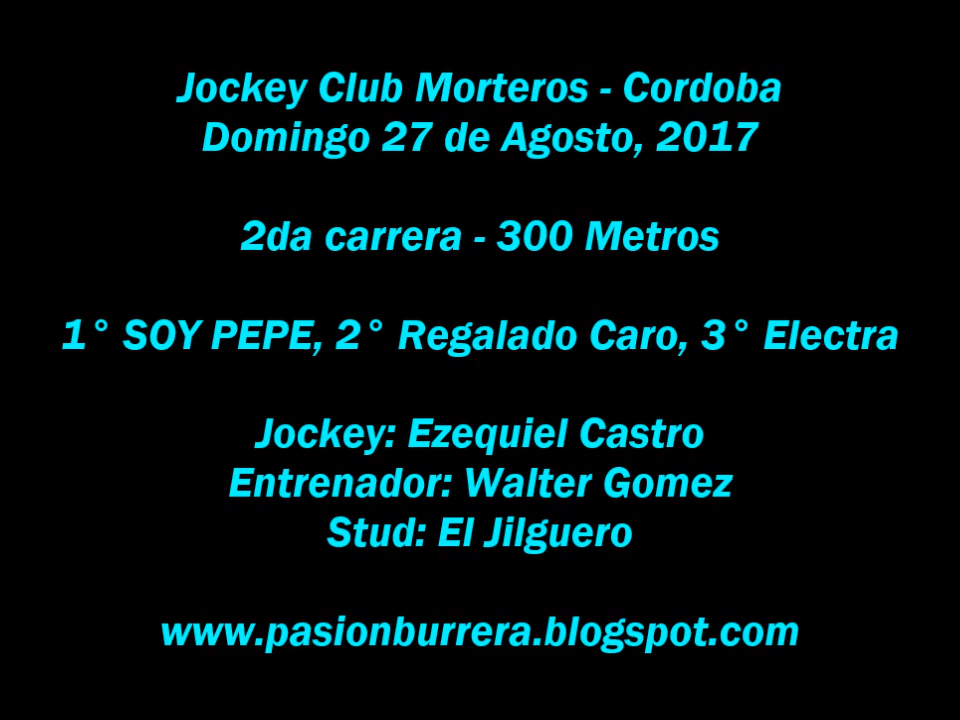 Jockey Club Morteros - Cordoba
Domingo 27 de Agosto, 2017
2da carrera - 300 Metros
1° SOY PEPE, 2° Regalado Caro, 3° Electra
Jockey: Ezequiel Castro
Entrenador: Walter Gomez
Stud: El Jilguero
www.pasionburrera.blogspot.com